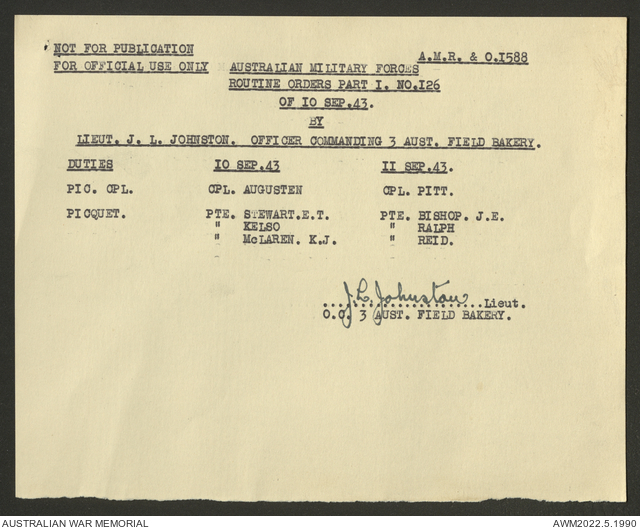 NOT FOR PUBLICATION
A.M.R. & O.I588
FOR OFFICIAL USE ONLY AUSTRALIAN MILITARY FORCES
ROUTINE ORDERS PART I. NO.I26
OF IO SEP.43.
BY
LIEUT. J. L. JOHNSTON. OFFICER COMMANDING 3 AUST. FIELD BAKERY.
DUTIES IO SEP.43 II SEP.43.
PIC. CPL. CPL. AUGUSTEN CPL. PITT.
PICQUET. PTE. STEWART.E.T. PTE. BISHOP. J.E.
" KELSO " RALPH
" McLAREN. K.J. " REID.
J.L. Johnston Lieut.
O.C. 3 AUST. FIELD BAKERY.
AUSTRALIAN WAR MEMORIAL AWM2022.5.1990